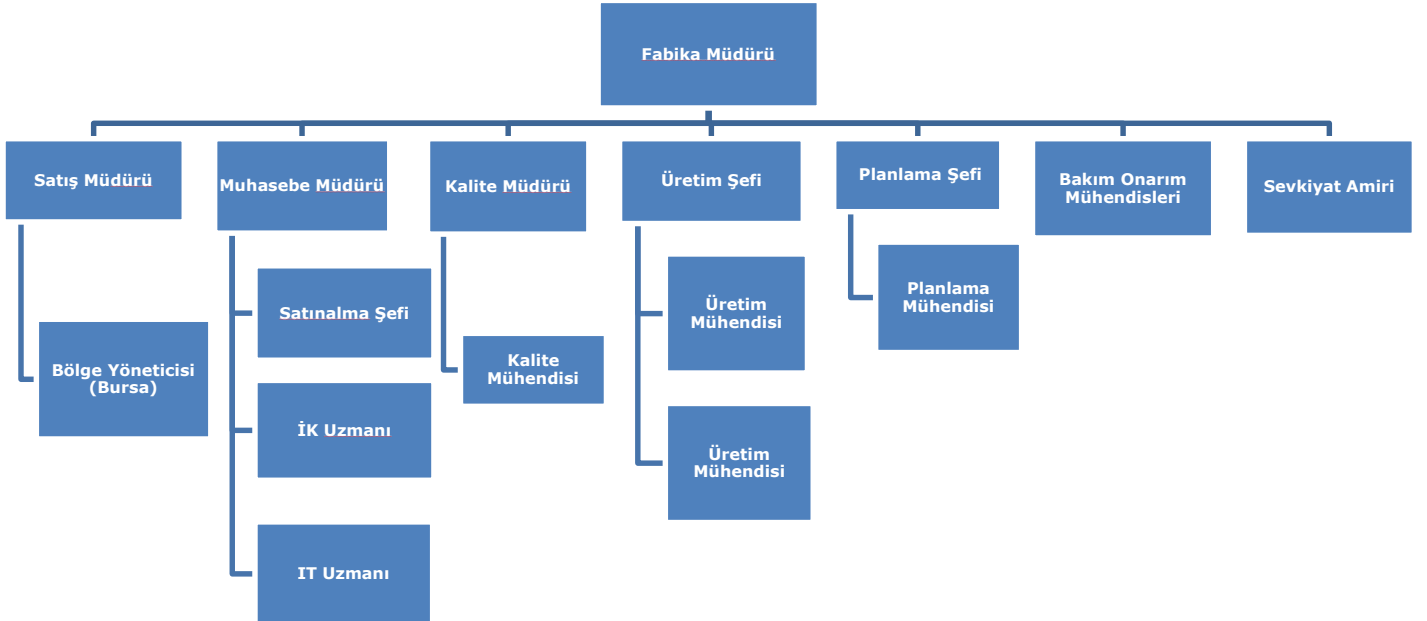 Fabika Müdürü
Satış Müdürü
Muhasebe Müdürü
Kalite Müdürü
Üretim Şefi
Planlama Şefi
Bakım Onarım
Mühendisleri
Sevkiyat Amiri
Bölge Yöneticisi
(Bursa)
Satınalma Şefi
İK Uzmanı
IT Uzmanı
Kalite
Mühendisi
Üretim
Mühendisi
Üretim
Mühendisi
Planlama
Mühendisi